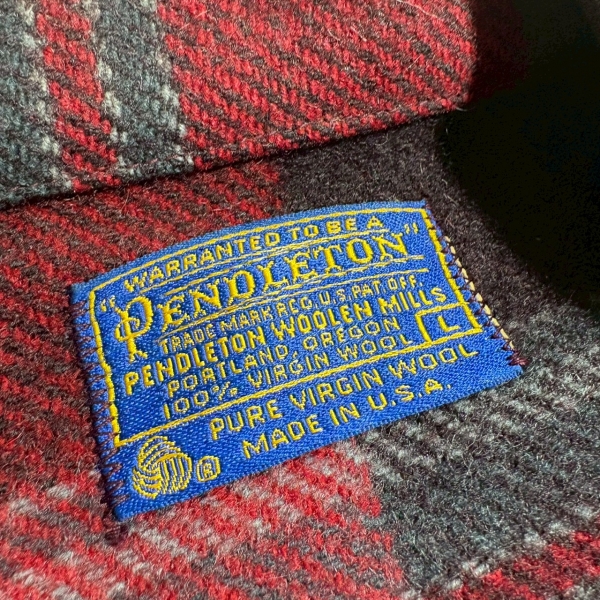 WARRANTED TO BE A
"PENDLETON"
TRADE MARK REG. U.S. PAT. OFF.
PENDLETON WOOLEN MILLS
PORTLAND, OREGON
100% VIRGIN WOOL L
PURE VIRGIN WOOL
® MADE IN U.S.A.